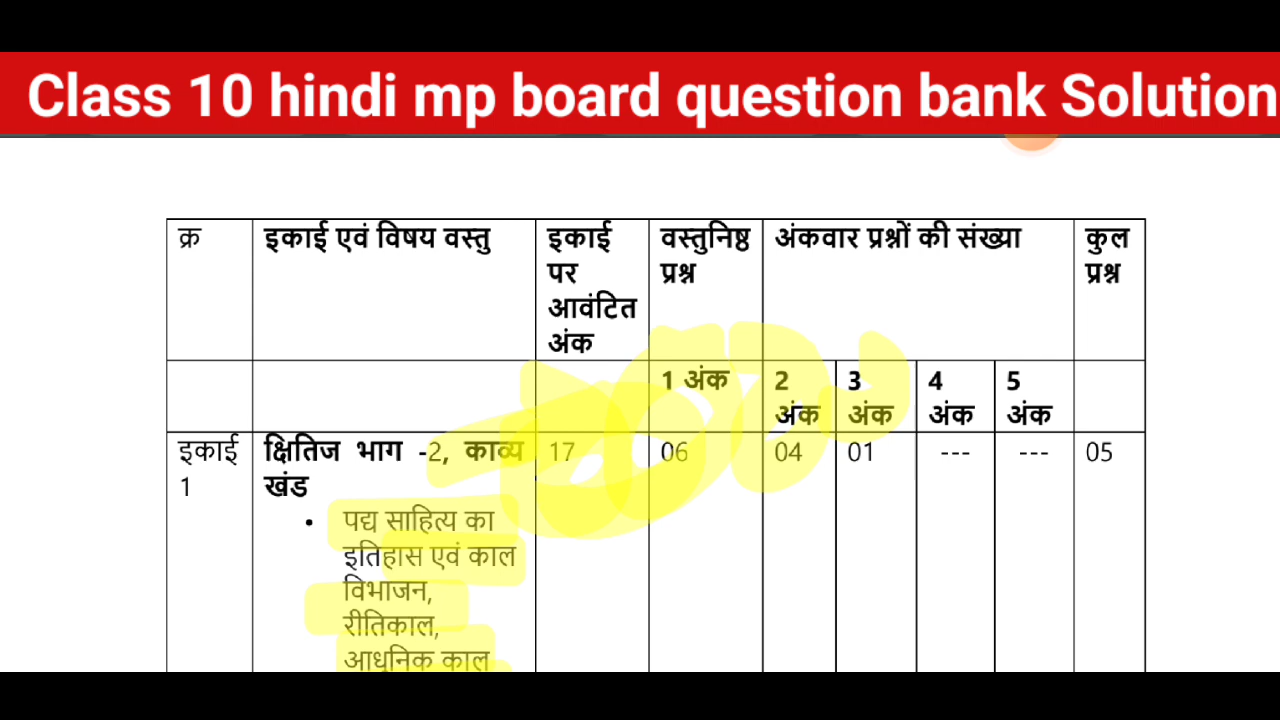 Class 10 hindi mp board question bank Solution
क्र इकाई एवं विषय वस्तु इकाई वस्तुनिष्ठ अंकवार प्रश्नों की संख्या कुल
पर प्रश्न प्रश्न
आवंटित
अंक
1 अंक 2 3 4 5
अंक अंक अंक अंक
इकाई क्षितिज भाग -2, काव्य 17 06 04 01 --- --- 05
1 खंड
• पद्य साहित्य का
इतिहास एवं काल
विभाजन,
रीतिकाल,
आधुनिक काल